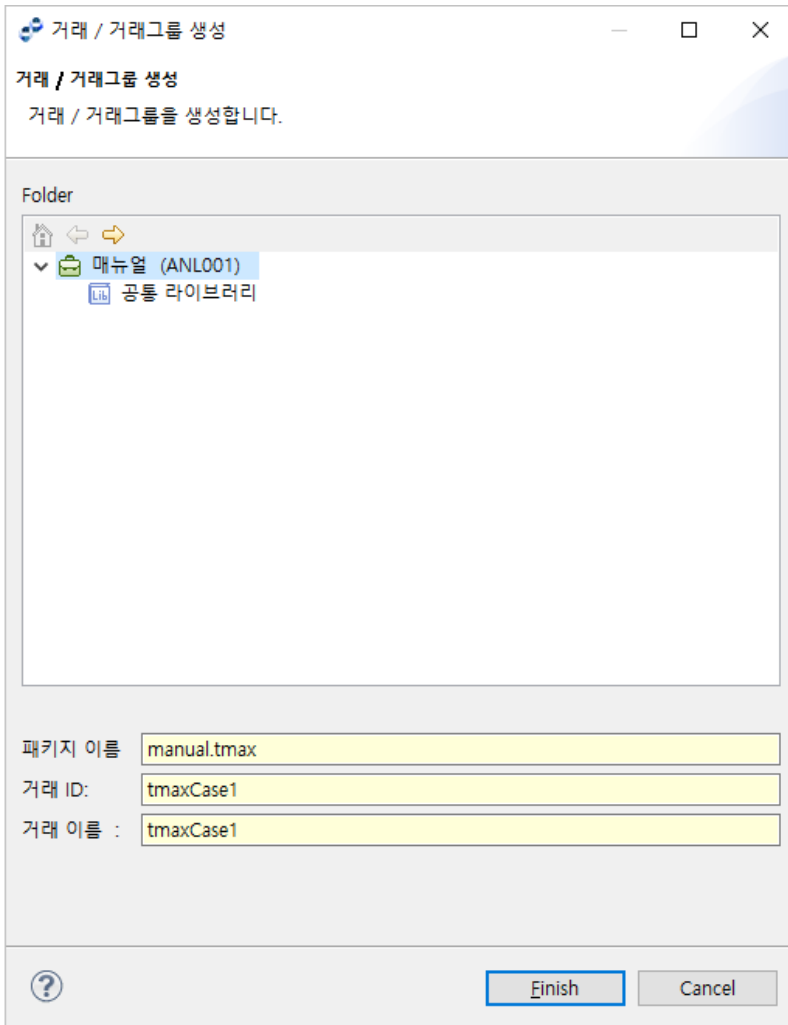 거래 / 거래그룹 생성
거래 / 거래그룹 생성
거래 / 거래그룹을 생성합니다.
Folder
매뉴얼 (ANL001)
Lib 공통 라이브러리
패키지 이름 manual.tmax
거래 ID: tmaxCase1
거래 이름 : tmaxCase1
? Finish Cancel